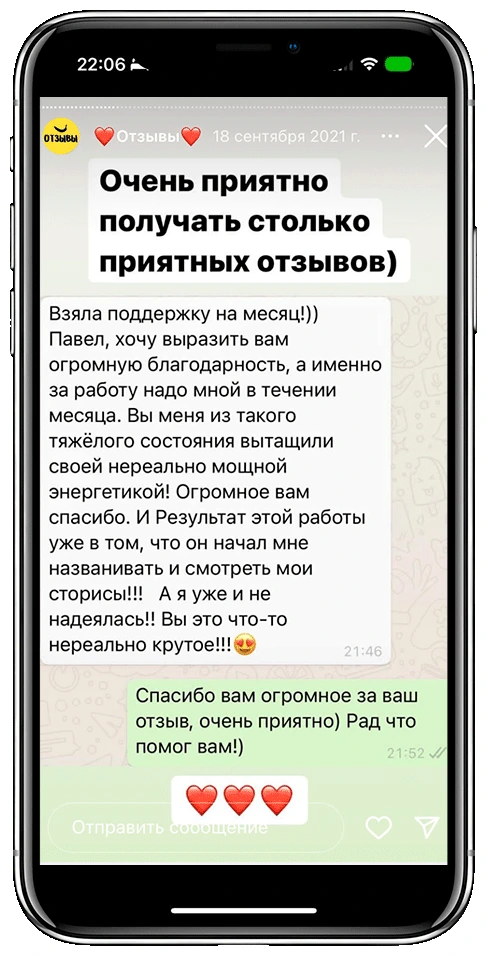 22:06
ОТЗЫВЫ
❤️Отзывы❤️ 18 сентября 2021 г. ...
Очень приятно
получать столько
приятных отзывов)
Взяла поддержку на месяц!))
Павел, хочу выразить вам
огромную благодарность, а именно
за работу надо мной в течении
месяца. Вы меня из такого
тяжёлого состояния вытащили
своей нереально мощной
энергетикой! Огромное вам
спасибо. И Результат этой работы
уже в том, что он начал мне
названивать и смотреть мои
сторисы!!! А я уже и не
надеялась!! Вы это что-то
нереально крутое!!!😍
21:46
Спасибо вам огромное за ваш
отзыв, очень приятно) Рад что
помог вам!)
21:52
❤️❤️❤️
Отправить сообщение